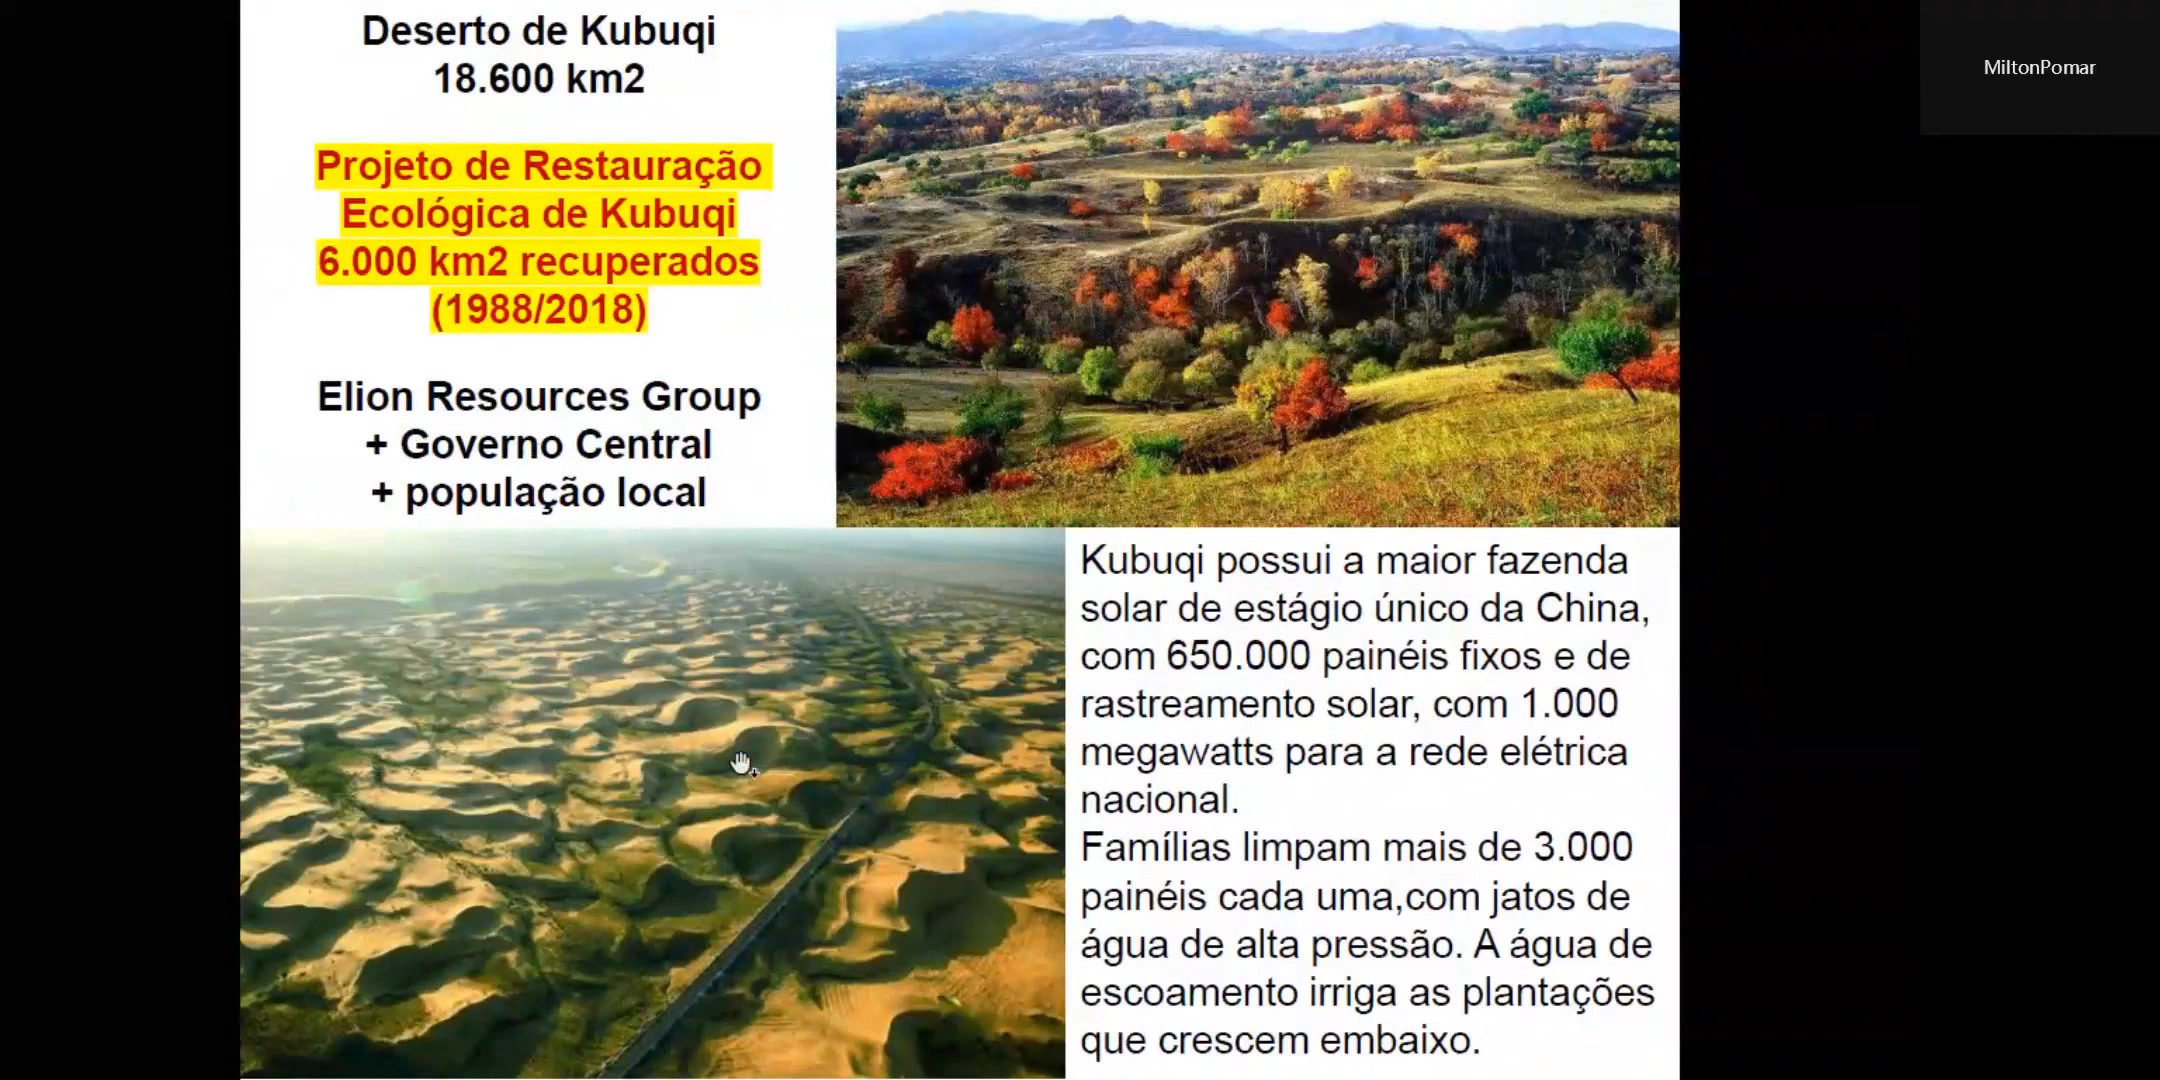 Deserto de Kubuqi
18.600 km2
Projeto de Restauração
Ecológica de Kubuqi
6.000 km2 recuperados
(1988/2018)
Elion Resources Group
+ Governo Central
+ população local
MiltonPomar
Kubuqi possui a maior fazenda
solar de estágio único da China,
com 650.000 painéis fixos e de
rastreamento solar, com 1.000
megawatts para a rede elétrica
nacional.
Famílias limpam mais de 3.000
painéis cada uma,com jatos de
água de alta pressão. A água de
escoamento irriga as plantações
que crescem embaixo.